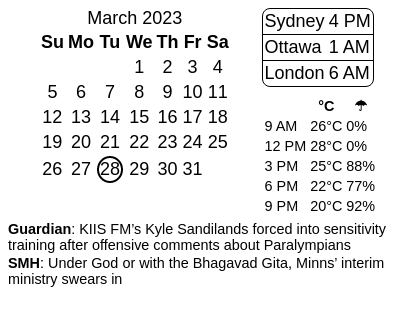 March 2023
Su Mo Tu We Th Fr Sa
1 2 3 4
5 6 7 8 9 10 11
12 13 14 15 16 17 18
19 20 21 22 23 24 25
26 27 28 29 30 31
Sydney 4 PM
Ottawa 1 AM
London 6 AM
°C ☂
9 AM 26°C 0%
12 PM 28°C 0%
3 PM 25°C 88%
6 PM 22°C 77%
9 PM 20°C 92%
Guardian: KIIS FM’s Kyle Sandilands forced into sensitivity
training after offensive comments about Paralympians
SMH: Under God or with the Bhagavad Gita, Minns’ interim
ministry swears in